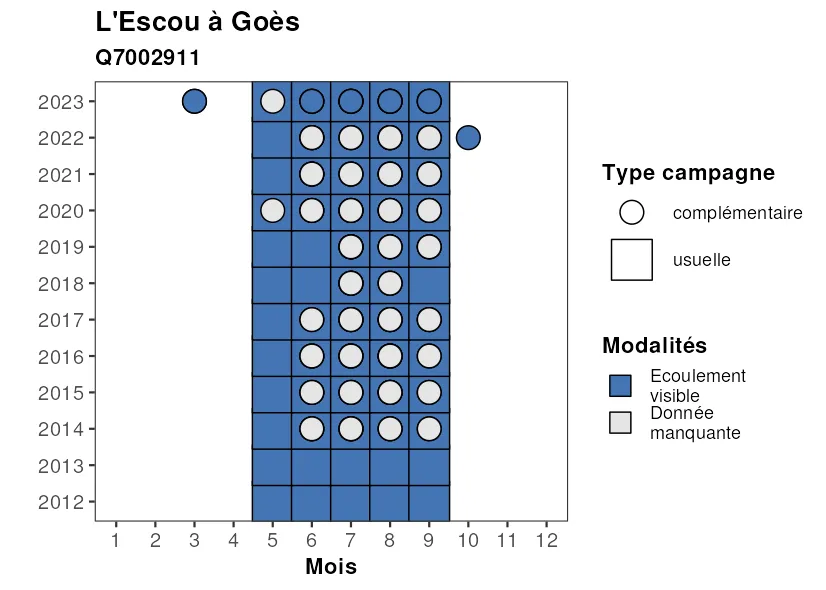 L'Escou à Goès
Q7002911
2023
2022
2021
2020
2019
2018
2017
2016
2015
2014
2013
2012
1 2 3 4 5 6 7 8 9 10 11 12
Mois
Type campagne
complémentaire
usuelle
Modalités
Ecoulement
visible
Donnée
manquante